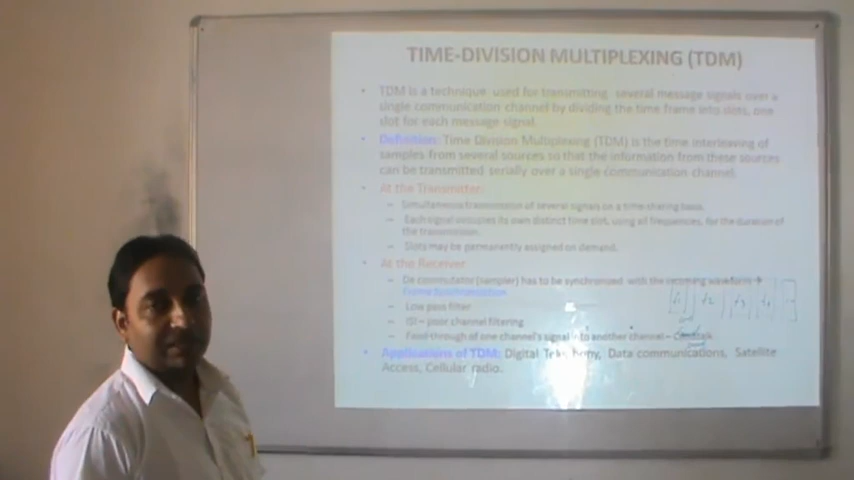 TIME-DIVISION MULTIPLEXING (TDM)
• TDM is a technique used for transmitting several message signals over a
single communication channel by dividing the time frame into slots, one
slot for each message signal.
• Definition: Time Division Multiplexing (TDM) is the time interleaving of
samples from several sources so that the information from these sources
can be transmitted serially over a single communication channel.
• At the Transmitter:
– Simultaneous transmission of several signals on a time-sharing basis.
– Each signal occupies its own distinct time slot, using all frequencies, for the duration of
the transmission.
– Slots may be permanently assigned on demand.
• At the Receiver
– De commutator (sampler) has to be synchronized with the incoming waveform →
Frame Synchronization
– Low pass filter
– ISI – poor channel filtering
– Feed-through of one channel's signal into another channel –
• Applications of TDM: Digital Telephony, Data communications, Satellite
Access, Cellular radio.